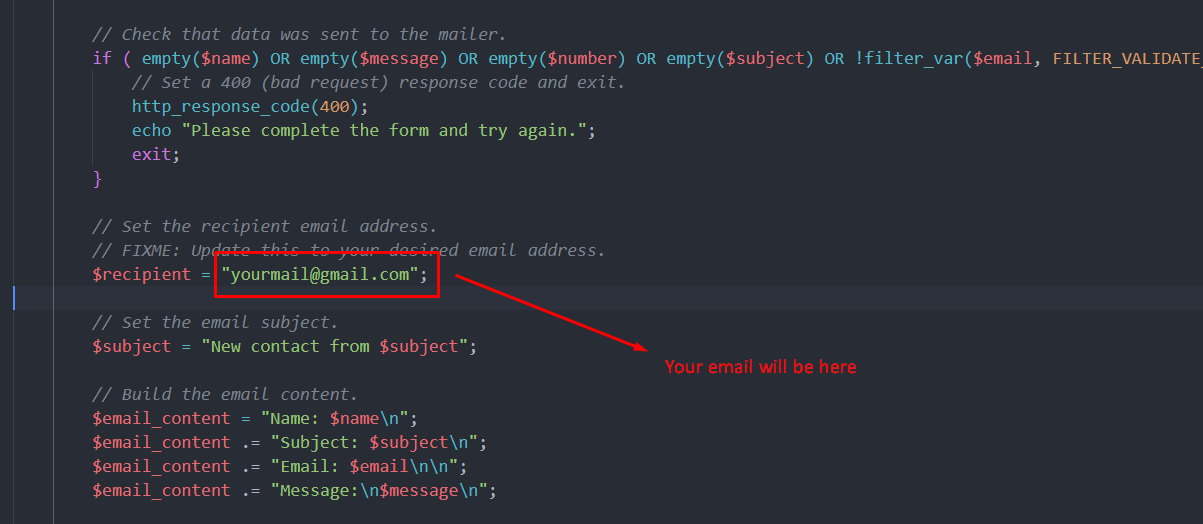 // Check that data was sent to the mailer.
if ( empty($name) OR empty($message) OR empty($number) OR empty($subject) OR !filter_var($email, FILTER_VALIDATE_
// Set a 400 (bad request) response code and exit.
http_response_code(400);
echo "Please complete the form and try again.";
exit;
}
// Set the recipient email address.
// FIXME: Update this to your desired email address.
$recipient = "yourmail@gmail.com";
// Set the email subject.
$subject = "New contact from $subject";
Your email will be here
// Build the email content.
$email_content = "Name: $name\n";
$email_content .= "Subject: $subject\n";
$email_content .= "Email: $email\n\n";
$email_content .= "Message:\n$message\n";